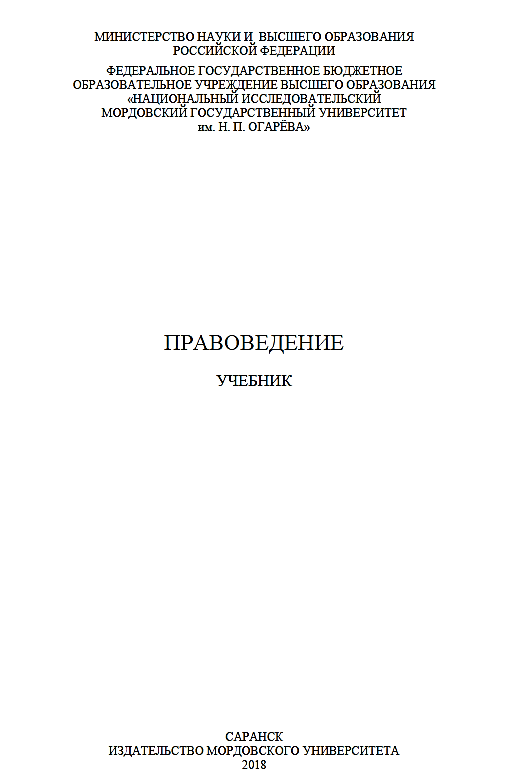 МИНИСТЕРСТВО НАУКИ И ВЫСШЕГО ОБРАЗОВАНИЯ
РОССИЙСКОЙ ФЕДЕРАЦИИ
ФЕДЕРАЛЬНОЕ ГОСУДАРСТВЕННОЕ БЮДЖЕТНОЕ
ОБРАЗОВАТЕЛЬНОЕ УЧРЕЖДЕНИЕ ВЫСШЕГО ОБРАЗОВАНИЯ
«НАЦИОНАЛЬНЫЙ ИССЛЕДОВАТЕЛЬСКИЙ
МОРДОВСКИЙ ГОСУДАРСТВЕННЫЙ УНИВЕРСИТЕТ
им. Н. П. ОГАРЁВА»
ПРАВОВЕДЕНИЕ
УЧЕБНИК
САРАНСК
ИЗДАТЕЛЬСТВО МОРДОВСКОГО УНИВЕРСИТЕТА
2018